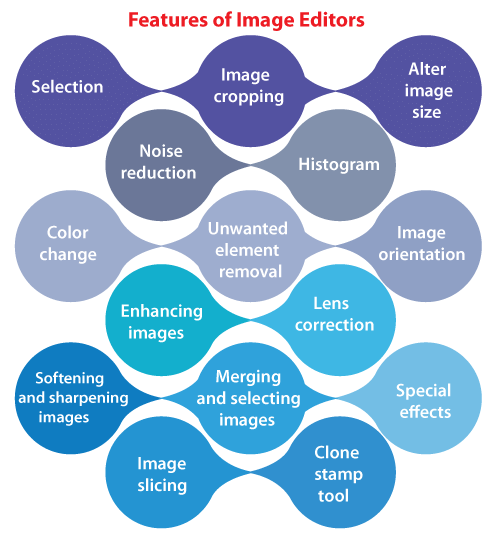 Features of Image Editors
Selection
Image
cropping
Alter
image
size
Noise
reduction
Histogram
Color
change
Unwanted
element
removal
Image
orientation
Enhancing
images
Lens
correction
Softening
and sharpening
images
Merging
and selecting
images
Special
effects
Image
slicing
Clone
stamp
tool